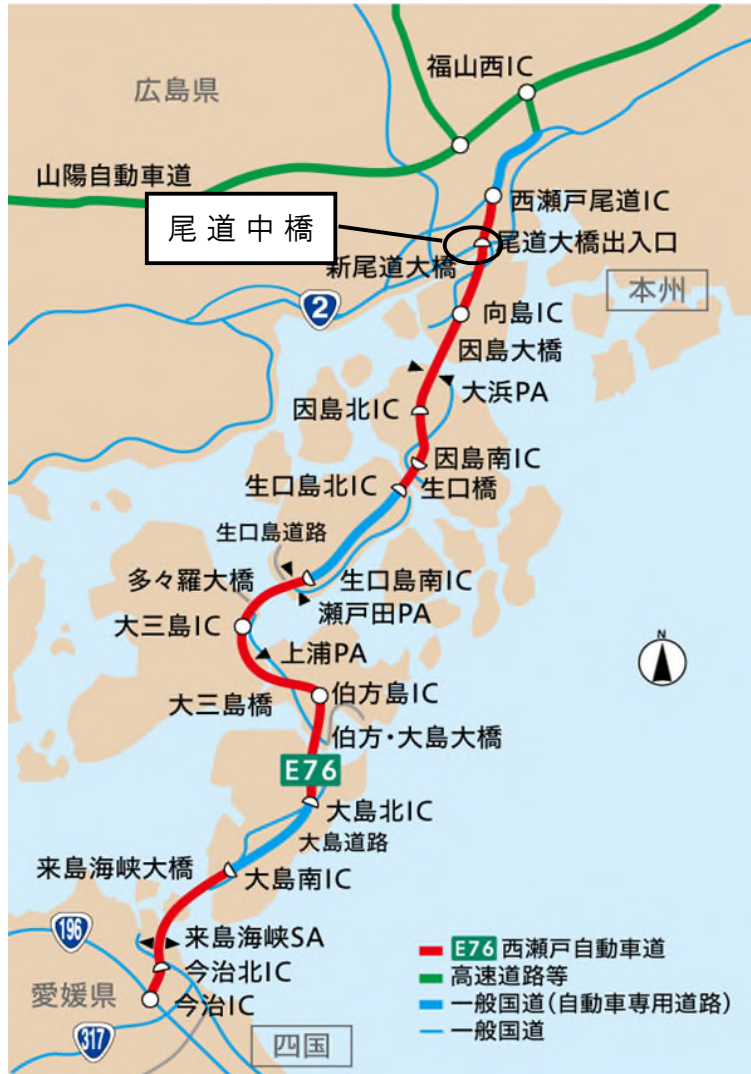 福山西IC
広島県
山陽自動車道
西瀬戸尾道IC
尾道中橋
尾道大橋出入口
新尾道大橋
本州
2
向島IC
因島大橋
大浜PA
因島北IC
因島南IC
生口島北IC
生口橋
生口島道路
多々羅大橋
生口島南IC
瀬戸田PA
大三島IC
上浦PA
N
大三島橋
伯方島IC
伯方・大島大橋
E76
大島北IC
大島道路
来島海峡大橋
大島南IC
196
来島海峡SA
今治北IC
愛媛県
今治IC
317
四国
E76 西瀬戸自動車道
高速道路等
一般国道(自動車専用道路)
一般国道